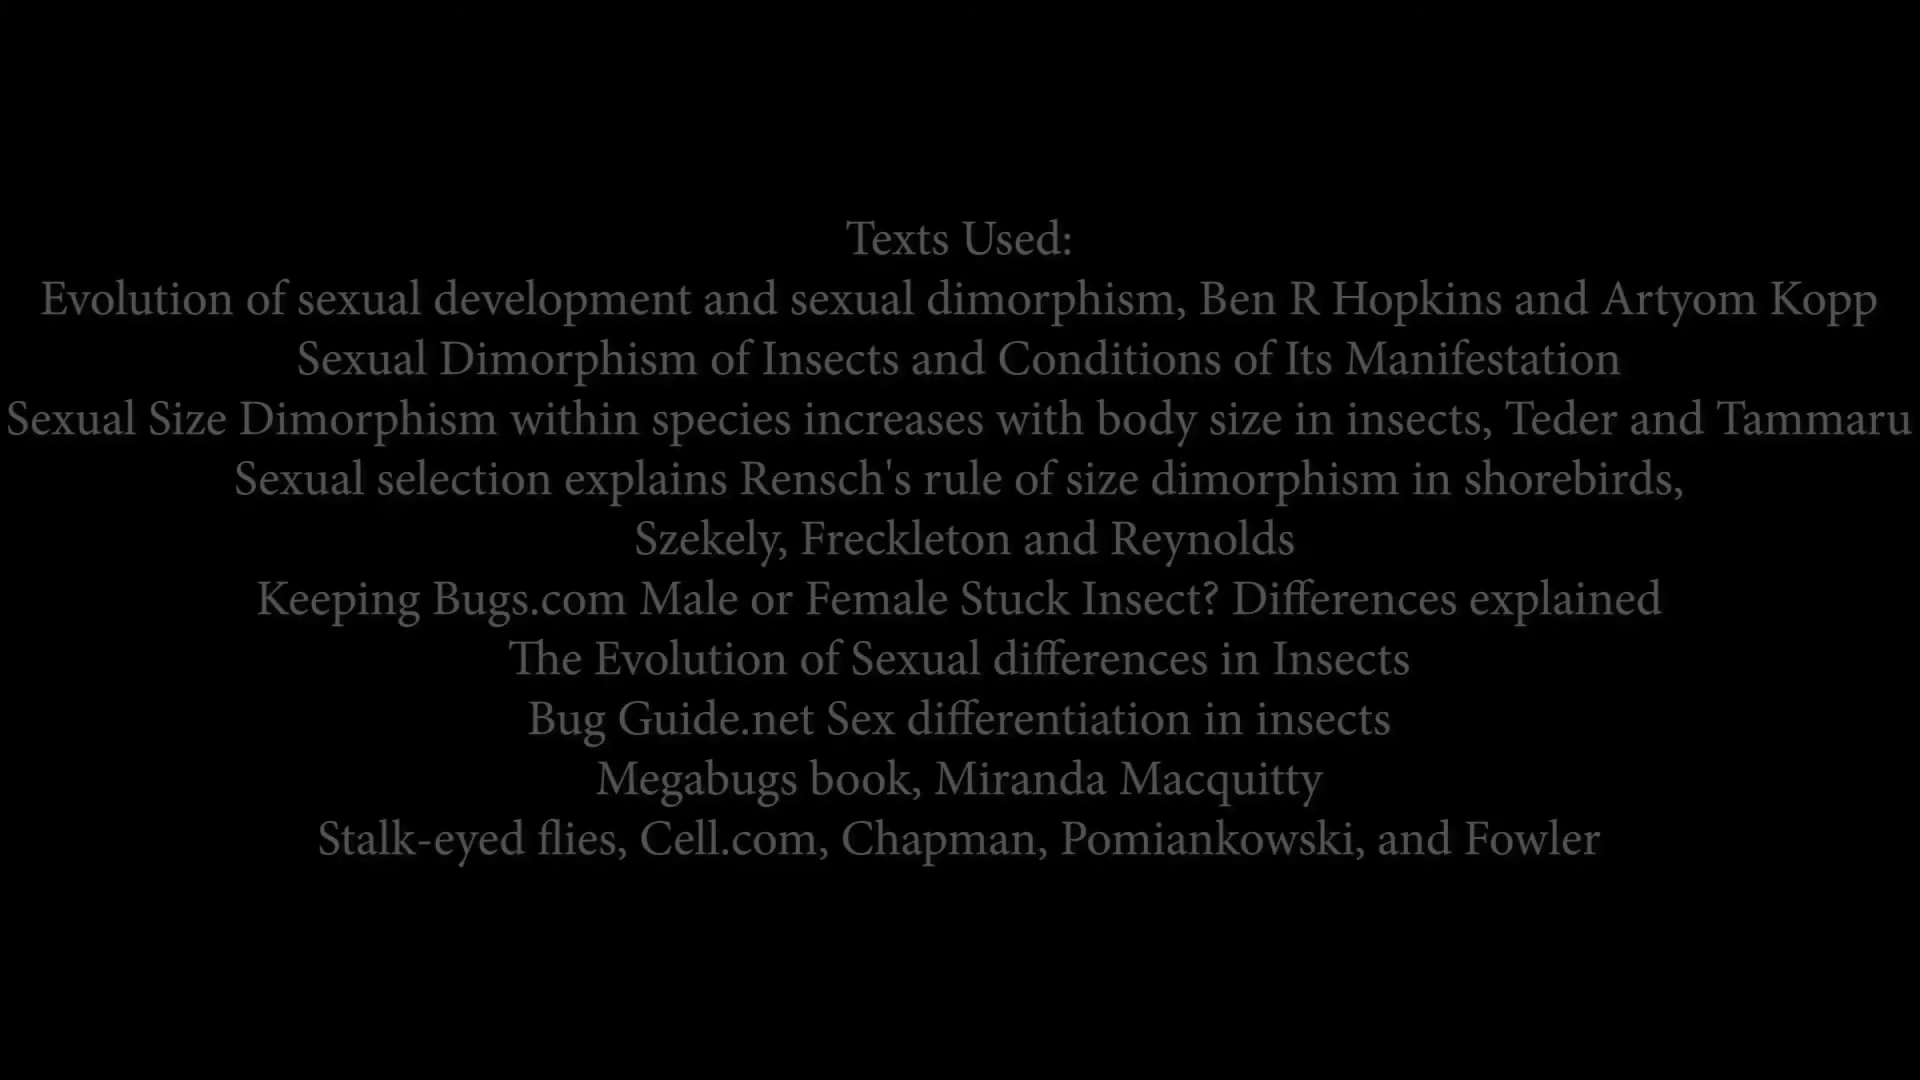 Texts Used:
Evolution of sexual development and sexual dimorphism, Ben R Hopkins and Artyom Kopp
Sexual Dimorphism of Insects and Conditions of Its Manifestation
Sexual Size Dimorphism within species increases with body size in insects, Teder and Tammaru
Sexual selection explains Rensch's rule of size dimorphism in shorebirds,
Szekely, Freckleton and Reynolds
Keeping Bugs.com Male or Female Stuck Insect? Differences explained
The Evolution of Sexual differences in Insects
Bug Guide.net Sex differentiation in insects
Megabugs book, Miranda Macquitty
Stalk-eyed flies, Cell.com, Chapman, Pomiankowski, and Fowler